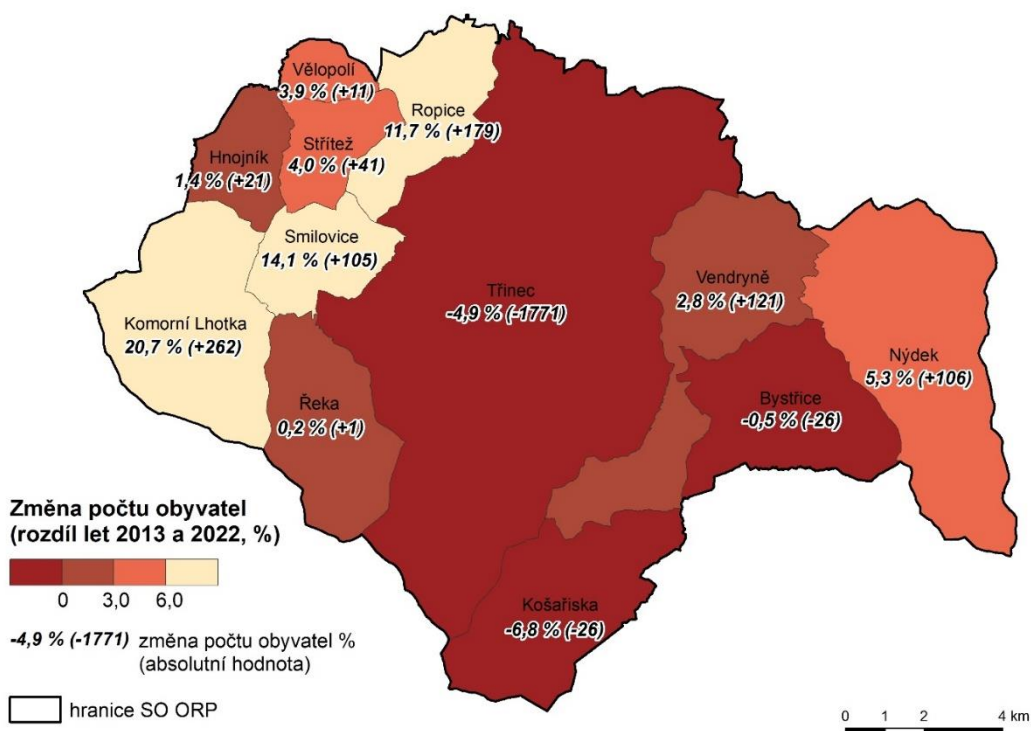 Vělopolí
3,9 % (+11)
Ropice
11,7 % (+179)
Střítež
4,0 % (+41)
Hnojník
1,4 % (+21)
Smilovice
14,1 % (+105)
Vendryně
2,8 % (+121)
Třinec
-4,9 % (-1771)
Komorní Lhotka
20,7 % (+262)
Nýdek
5,3 % (+106)
Bystřice
-0,5 % (-26)
Řeka
0,2 % (+1)
Košařiska
-6,8 % (-26)
Změna počtu obyvatel
(rozdíl let 2013 a 2022, %)
0 3,0 6,0
-4,9 % (-1771) změna počtu obyvatel %
(absolutní hodnota)
hranice SO ORP
0 1 2 4 km